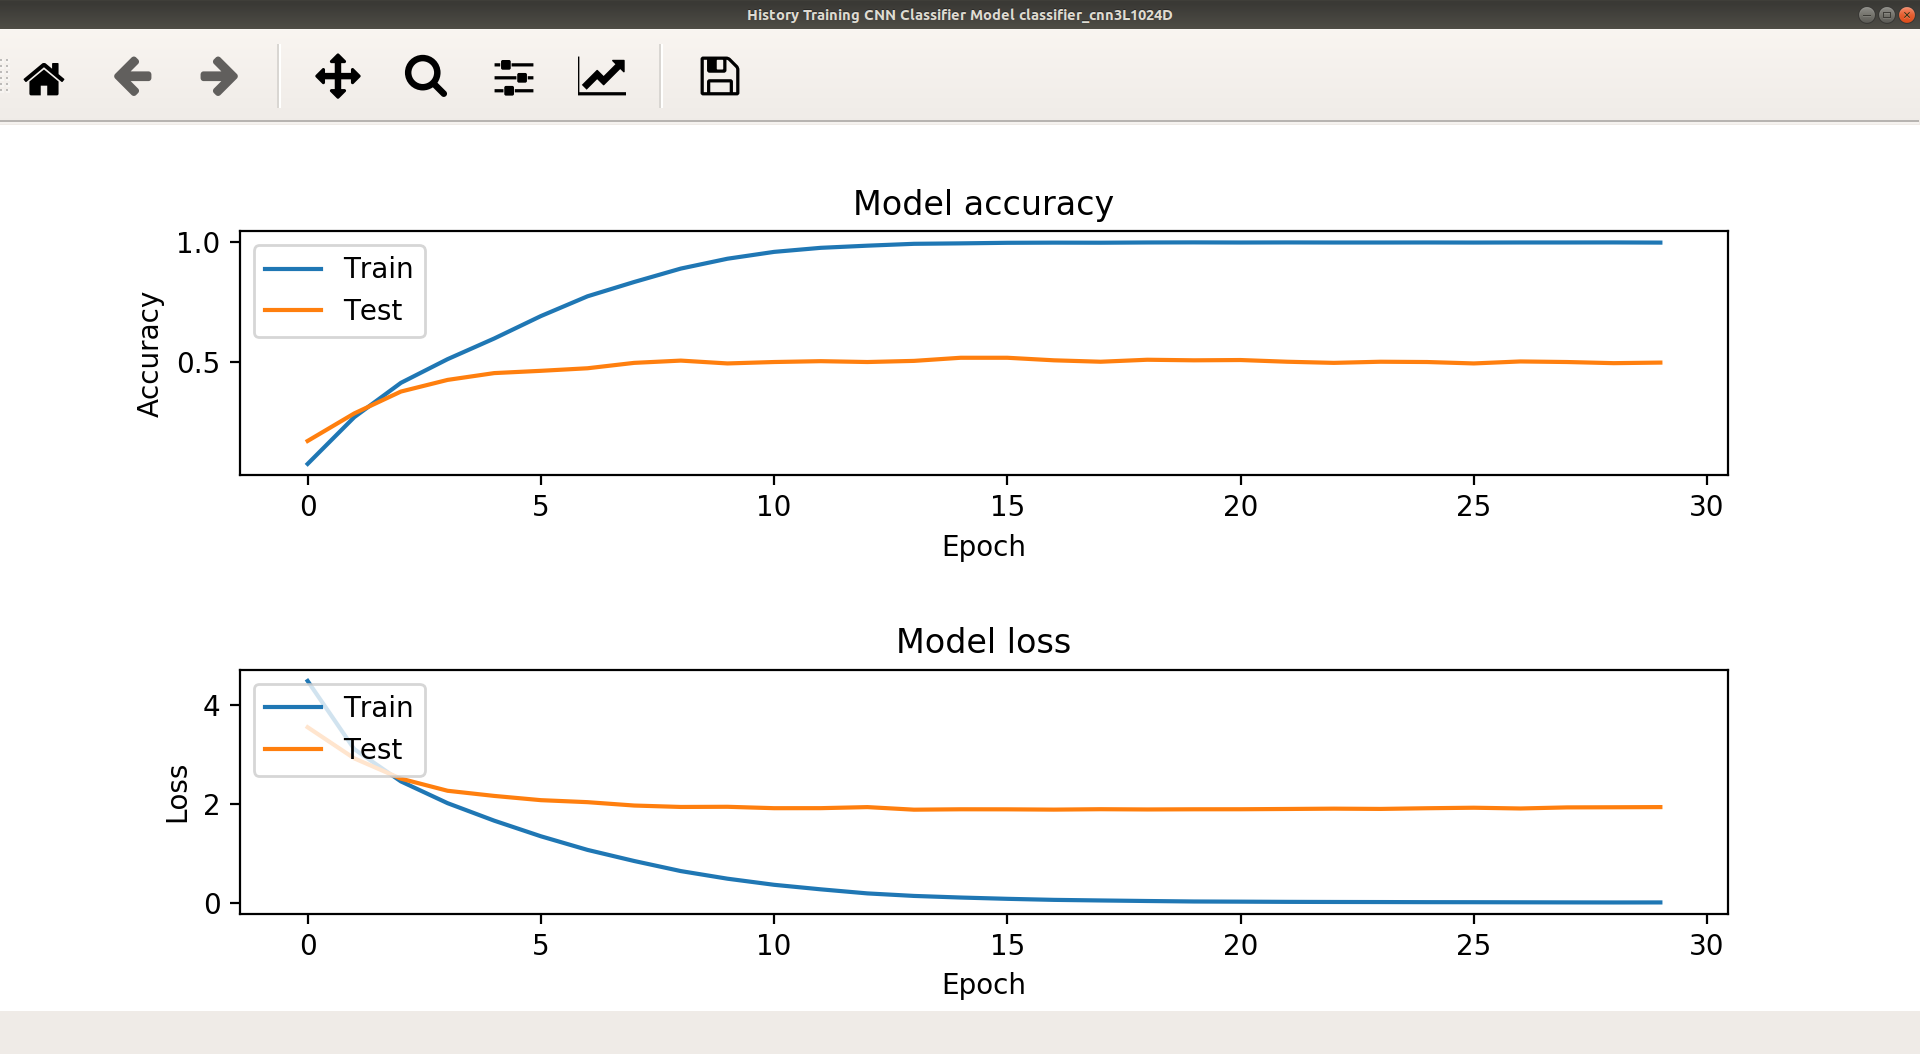 History Training CNN Classifier Model classifier_cnn3L1024D
Model accuracy
1.0
0.5
Accuracy
Train
Test
0 5 10 15 20 25 30
Epoch
Model loss
4
2
0
Loss
Train
Test
0 5 10 15 20 25 30
Epoch